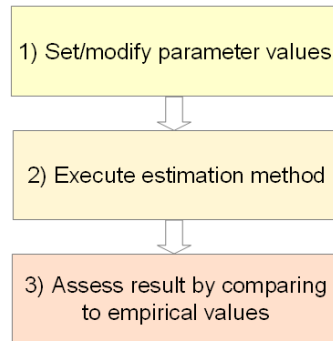 1) Set/modify parameter values
2) Execute estimation method
3) Assess result by comparing
to empirical values